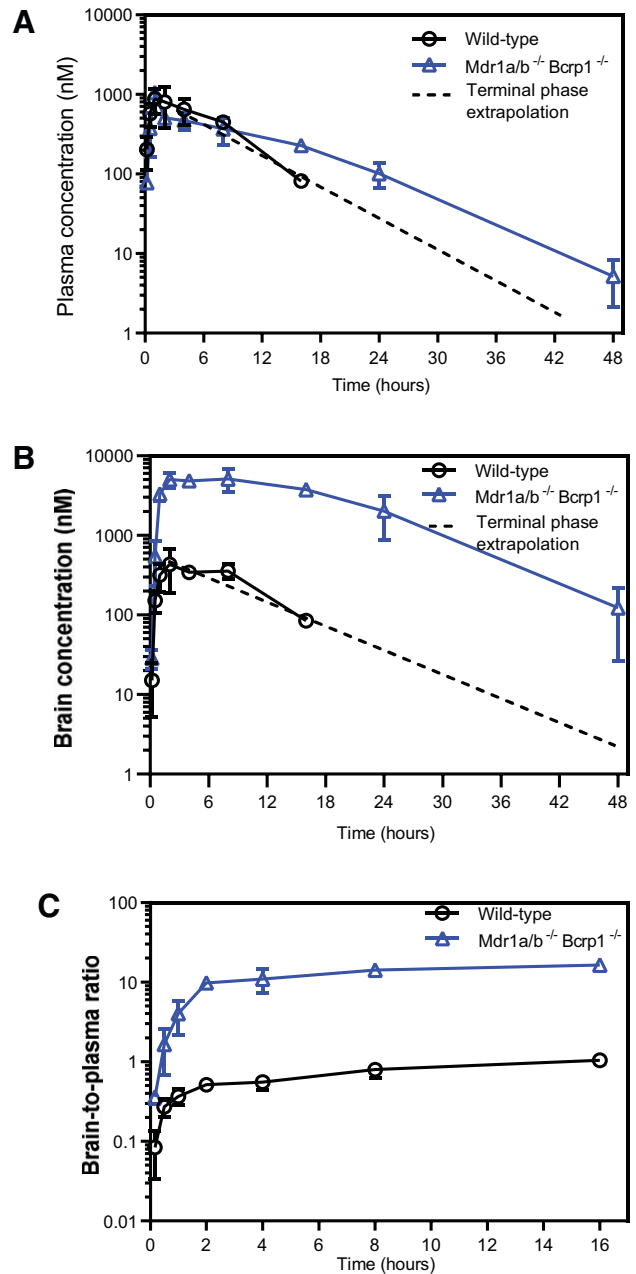 A
Plasma concentration (nM)
10000
1000
100
10
1
Wild-type
Mdr1a/b -/- Bcrp1 -/-
Terminal phase
extrapolation
0 6 12 18 24 30 36 42 48
Time (hours)
B
Brain concentration (nM)
10000
1000
100
10
1
Wild-type
Mdr1a/b -/- Bcrp1 -/-
Terminal phase
extrapolation
0 6 12 18 24 30 36 42 48
Time (hours)
C
Brain-to-plasma ratio
100
10
1
0.1
0.01
Wild-type
Mdr1a/b -/- Bcrp1 -/-
0 2 4 6 8 10 12 14 16
Time (hours)